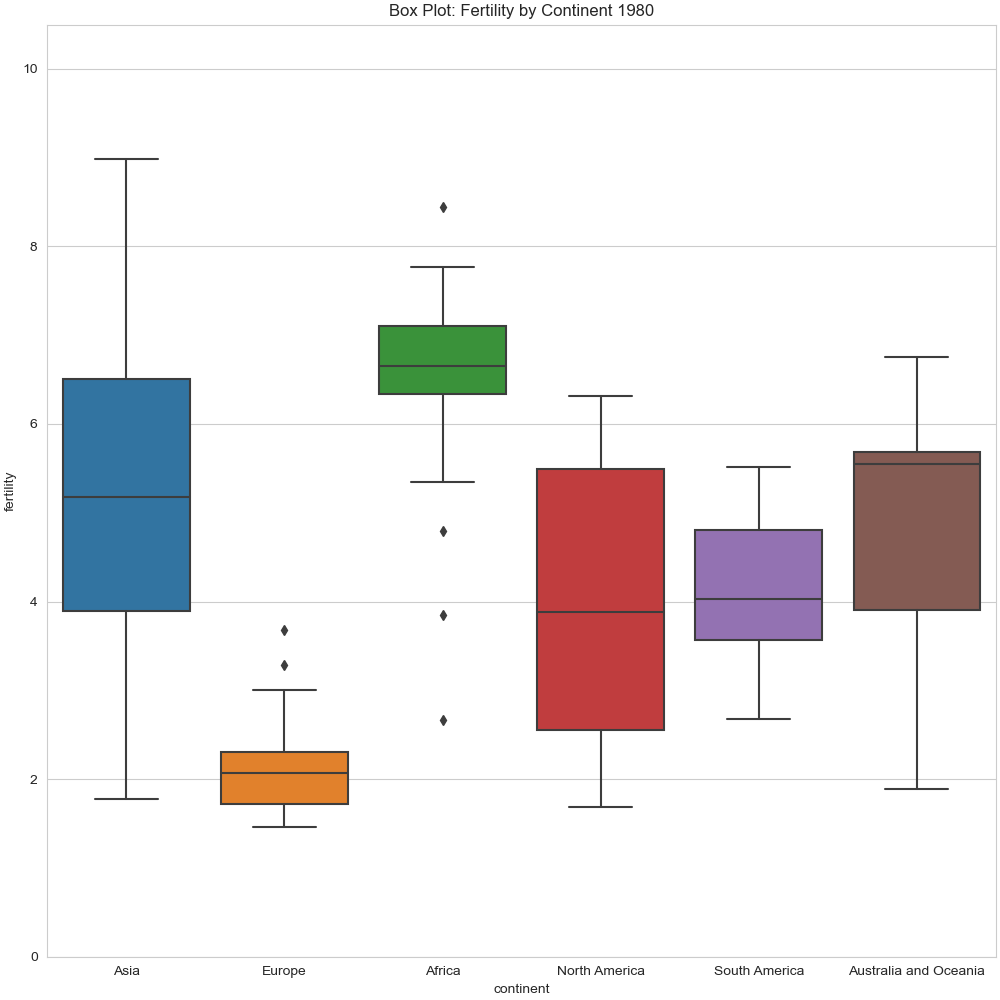 Box Plot: Fertility by Continent 1980
10
8
6
4
2
0
fertility
Asia
Europe
Africa
North America
South America
Australia and Oceania
continent